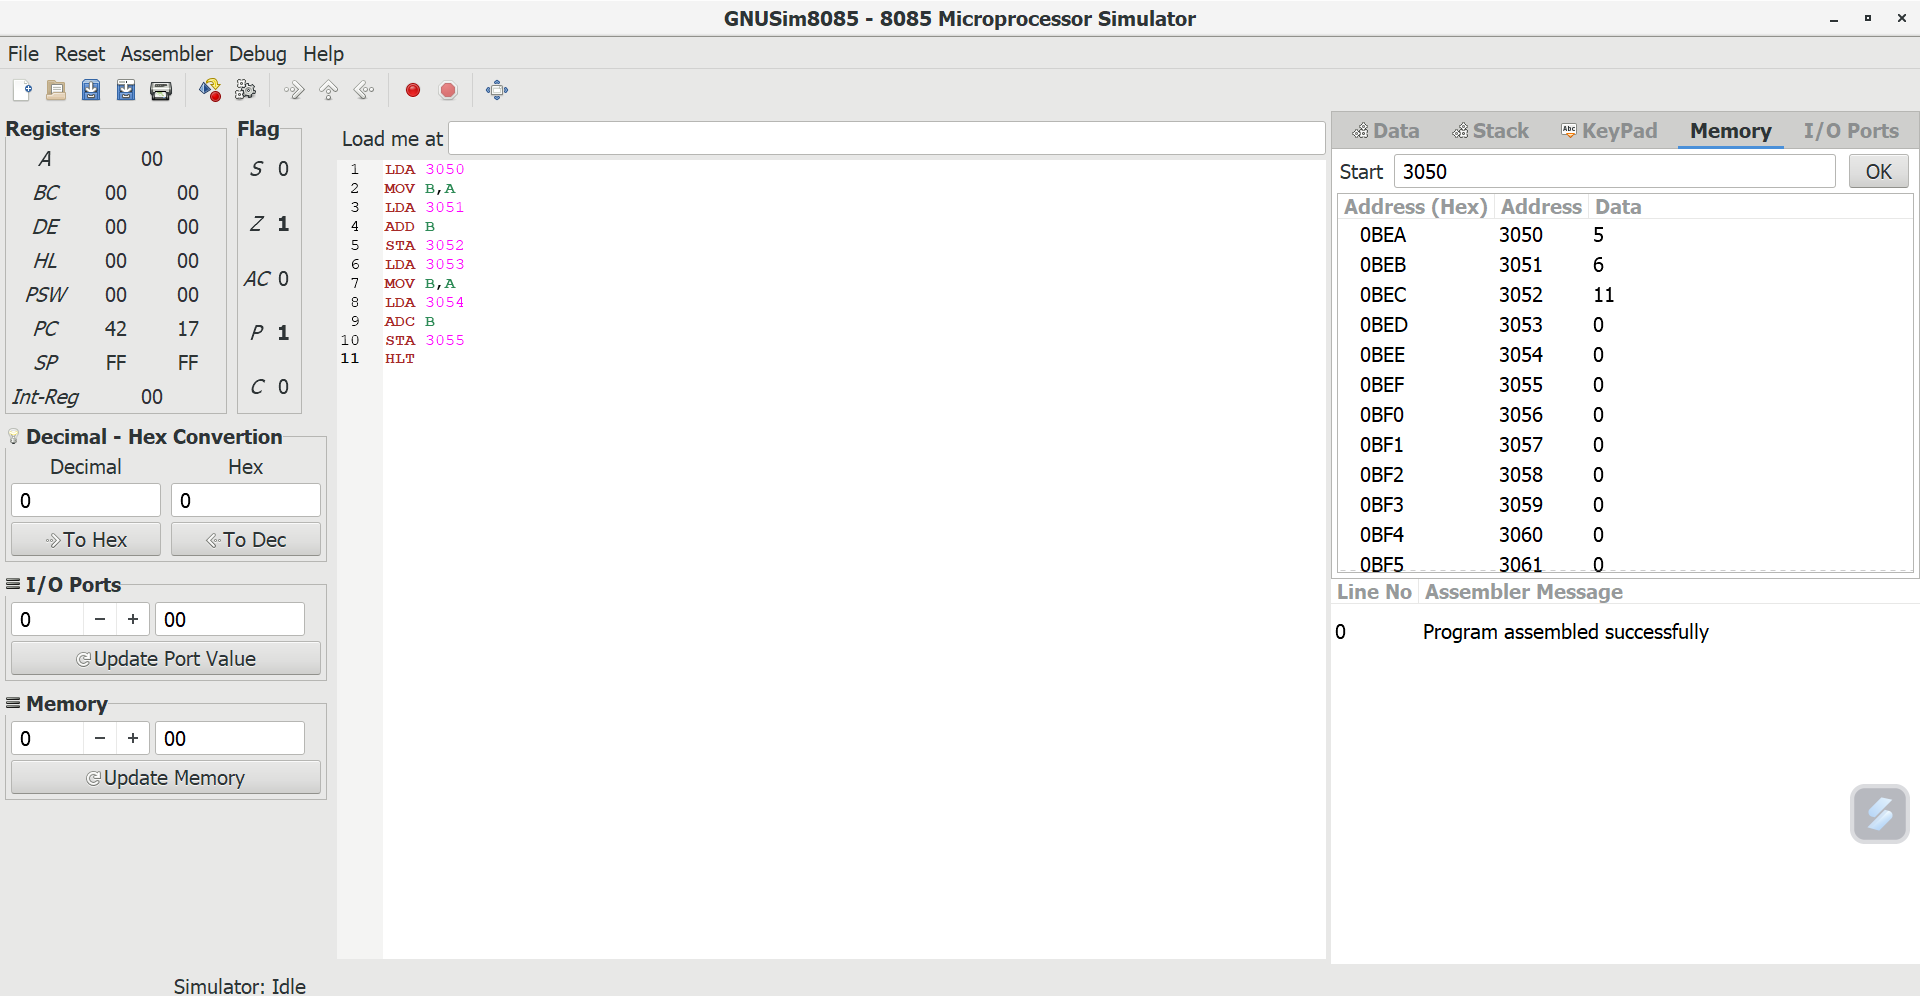 GNUSim8085 - 8085 Microprocessor Simulator
File Reset Assembler Debug Help
Registers
A 00
BC 00 00
DE 00 00
HL 00 00
PSW 00 00
PC 42 17
SP FF FF
Int-Reg 00
Flag
S 0
Z 1
AC 0
P 1
C 0
Decimal - Hex Convertion
Decimal Hex
0 0
To Hex To Dec
I/O Ports
0 − + 00
Update Port Value
Memory
0 − + 00
Update Memory
Load me at
1 LDA 3050
2 MOV B,A
3 LDA 3051
4 ADD B
5 STA 3052
6 LDA 3053
7 MOV B,A
8 LDA 3054
9 ADC B
10 STA 3055
11 HLT
Data Stack Abc KeyPad Memory I/O Ports
Start 3050 OK
Address (Hex) Address Data
0BEA 3050 5
0BEB 3051 6
0BEC 3052 11
0BED 3053 0
0BEE 3054 0
0BEF 3055 0
0BF0 3056 0
0BF1 3057 0
0BF2 3058 0
0BF3 3059 0
0BF4 3060 0
0BF5 3061 0
Line No Assembler Message
0 Program assembled successfully
Simulator: Idle